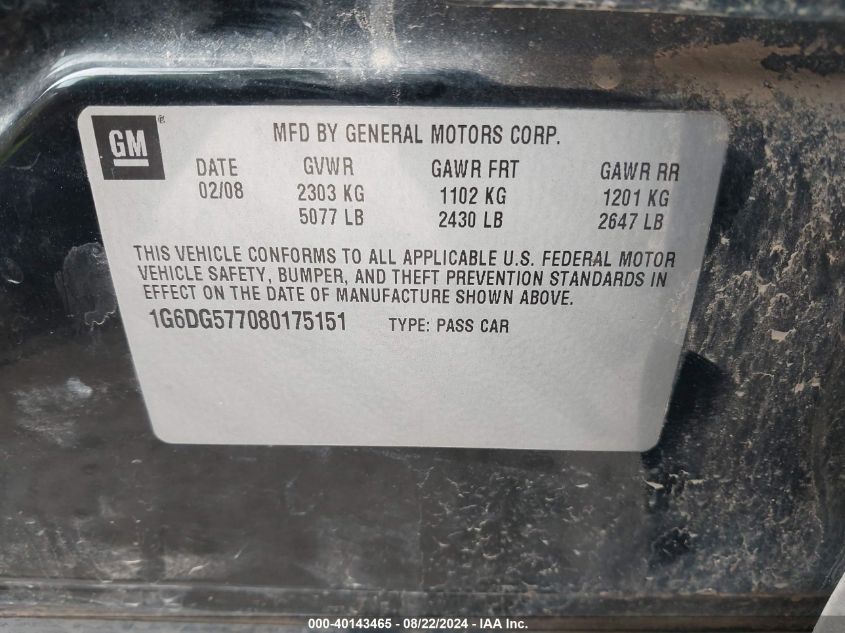 GM®
MFD BY GENERAL MOTORS CORP.
DATE GVWR GAWR FRT GAWR RR
02/08 2303 KG 1102 KG 1201 KG
5077 LB 2430 LB 2647 LB
THIS VEHICLE CONFORMS TO ALL APPLICABLE U.S. FEDERAL MOTOR
VEHICLE SAFETY, BUMPER, AND THEFT PREVENTION STANDARDS IN
EFFECT ON THE DATE OF MANUFACTURE SHOWN ABOVE.
1G6DG577080175151 TYPE: PASS CAR
000-40143465 - 08/22/2024 - IAA Inc.